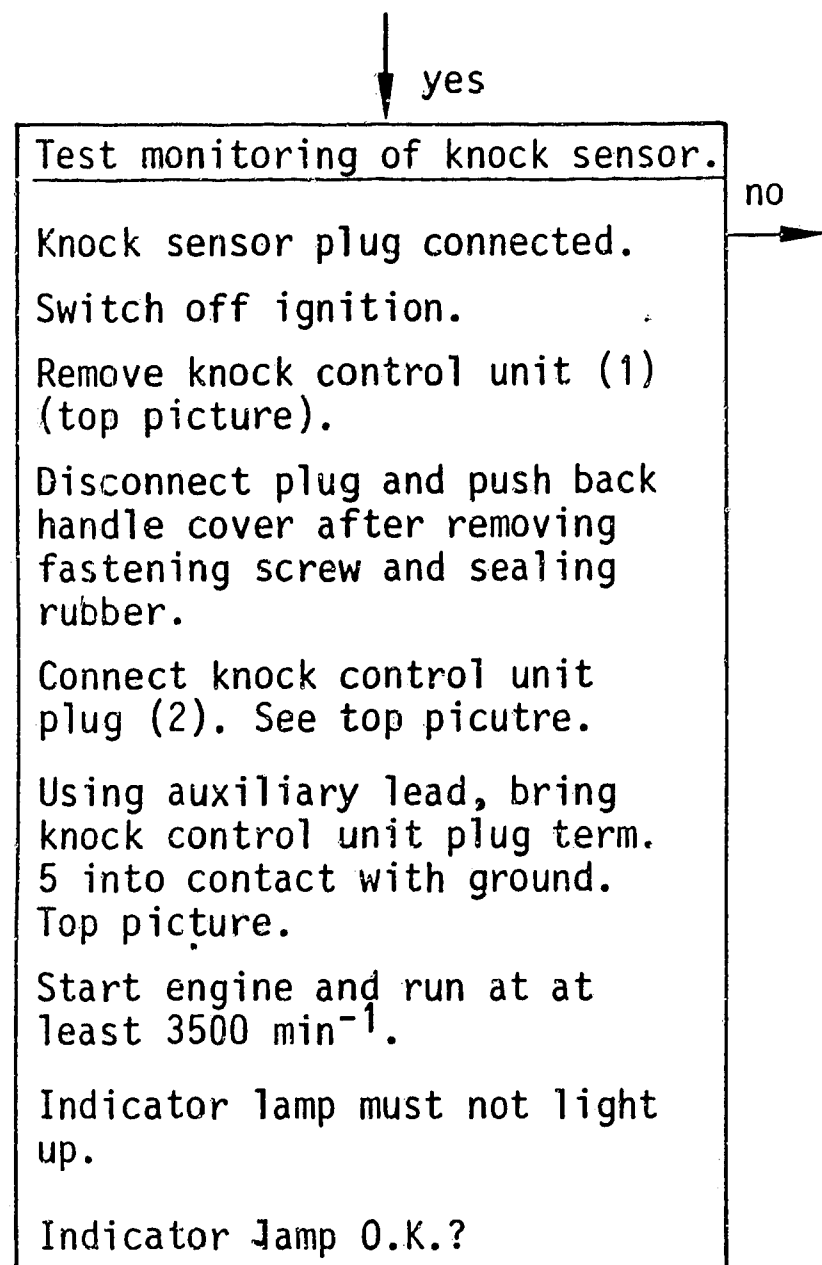 yes
Test monitoring of knock sensor.
no
Knock sensor plug connected.
Switch off ignition.
Remove knock control unit (1)
(top picture).
Disconnect plug and push back
handle cover after removing
fastening screw and sealing
rubber.
Connect knock control unit
plug (2). See top picutre.
Using auxiliary lead, bring
knock control unit plug term.
5 into contact with ground.
Top picture.
Start engine and run at at
least 3500 min⁻¹.
Indicator lamp must not light
up.
Indicator lamp O.K.?